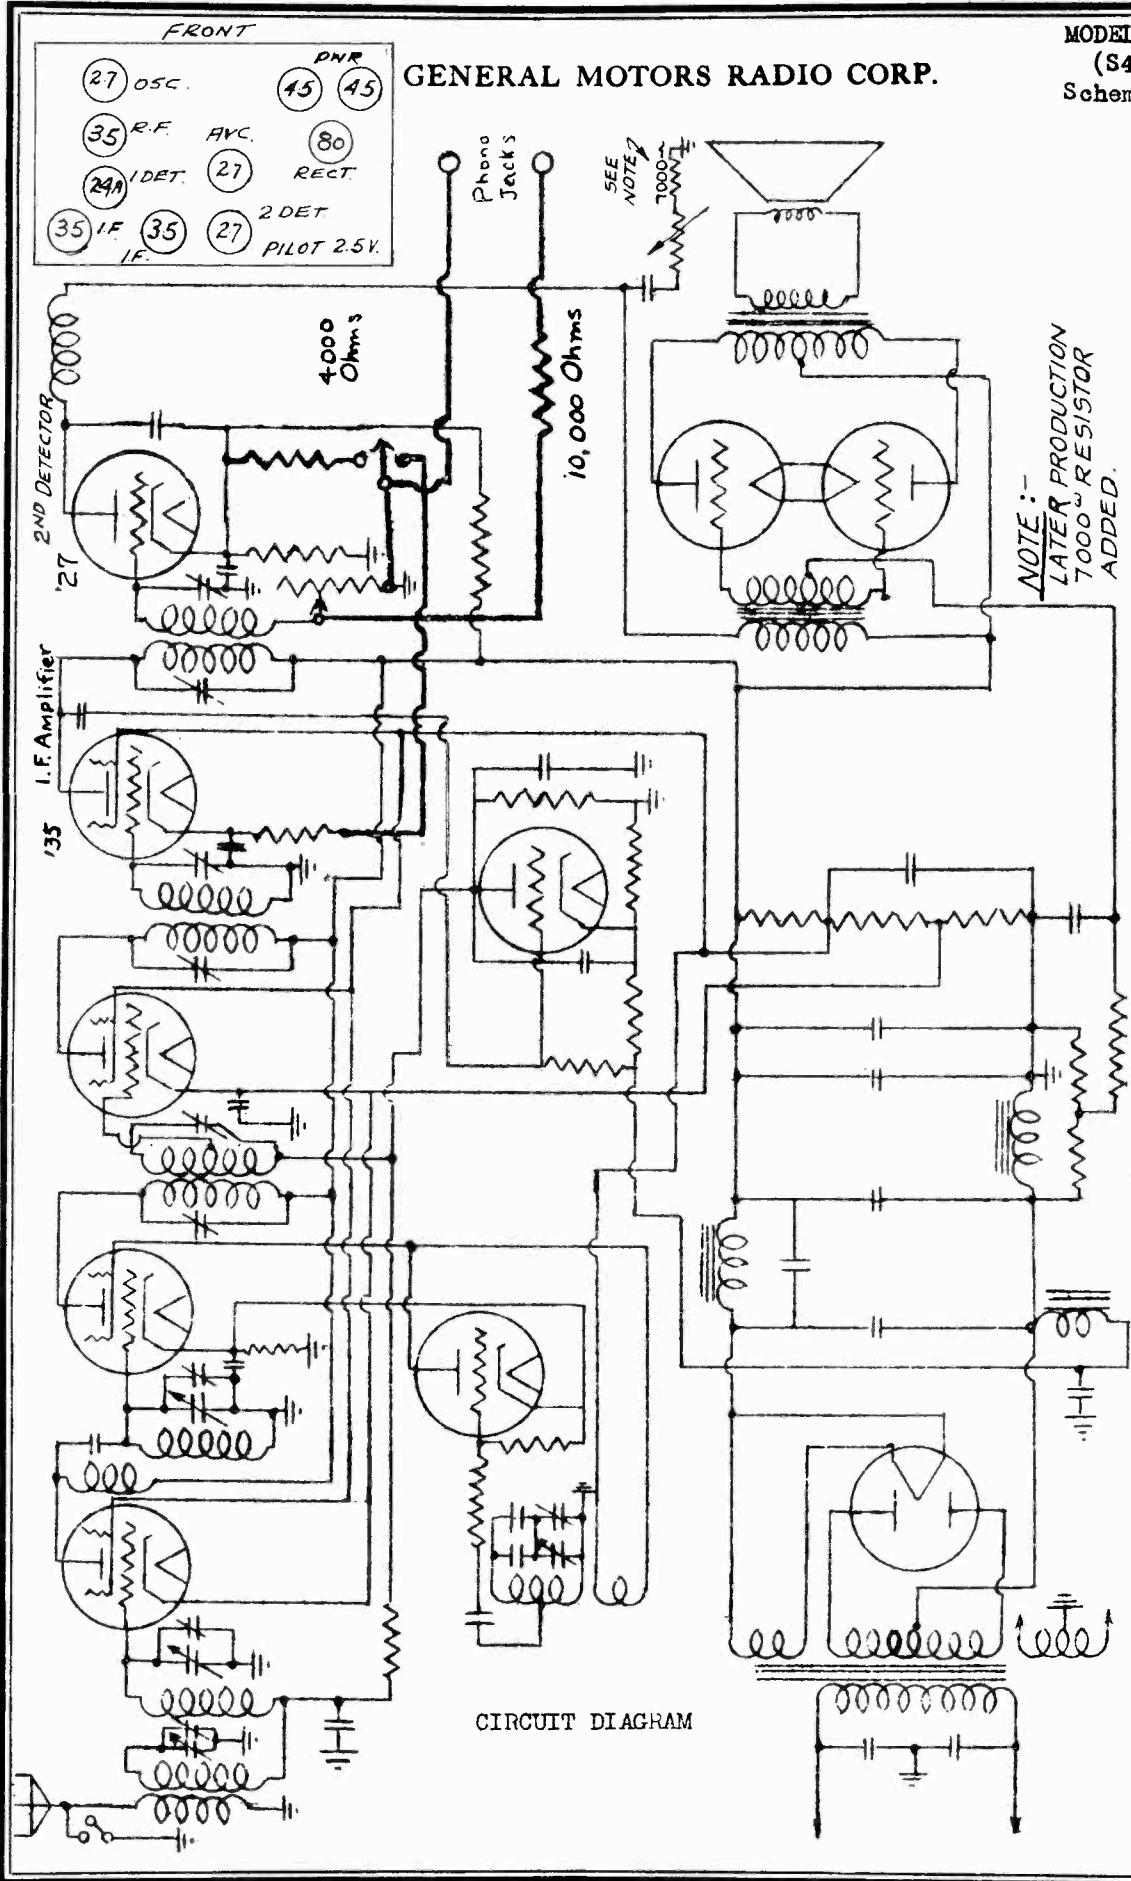 FRONT
27 OSC.
PWR
45 45
35 R.F.
AVC.
27
80
RECT.
24A 1 DET.
35 I.F.
35
I.F.
27
2 DET
PILOT 2.5 V.
GENERAL MOTORS RADIO CORP.
MODEL
(S4
Schem
Phono
Jacks
SEE
NOTE
7000~
4000
Ohms
10,000 Ohms
2ND DETECTOR
'27
I.F. Amplifier
'35
NOTE:-
LATER PRODUCTION
7000ω RESISTOR
ADDED.
CIRCUIT DIAGRAM